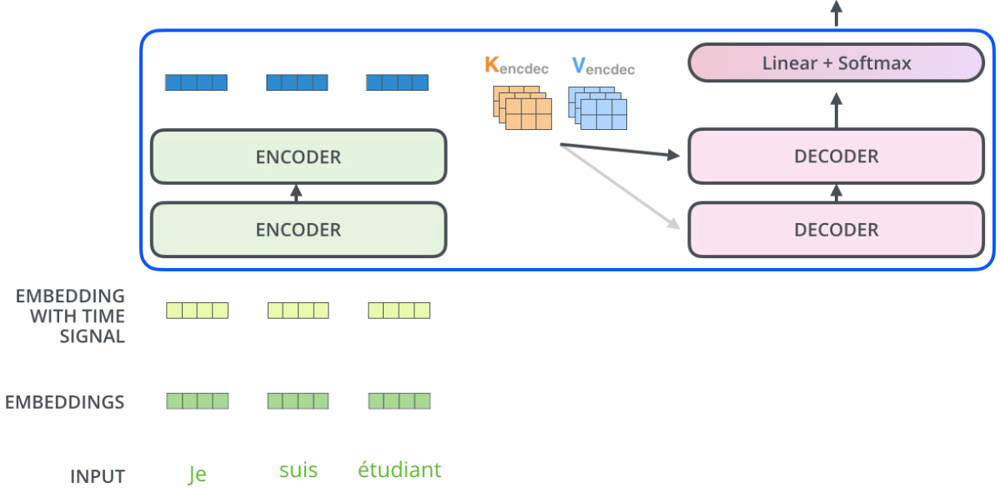 Linear + Softmax
Kencdec Vencdec
ENCODER
DECODER
ENCODER
DECODER
EMBEDDING
WITH TIME
SIGNAL
EMBEDDINGS
INPUT Je suis étudiant